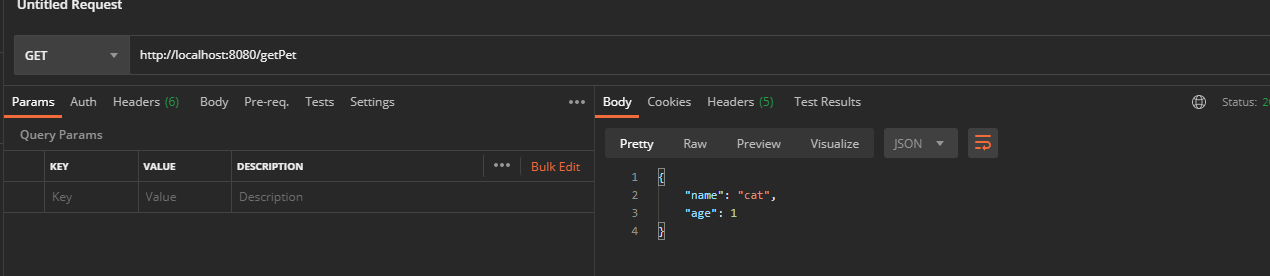 Untitled Request
GET http://localhost:8080/getPet
Params Auth Headers (6) Body Pre-req. Tests Settings
Query Params
KEY VALUE DESCRIPTION Bulk Edit
Key Value Description
Body Cookies Headers (5) Test Results Status:
Pretty Raw Preview Visualize JSON
1 {
2 "name": "cat",
3 "age": 1
4 }